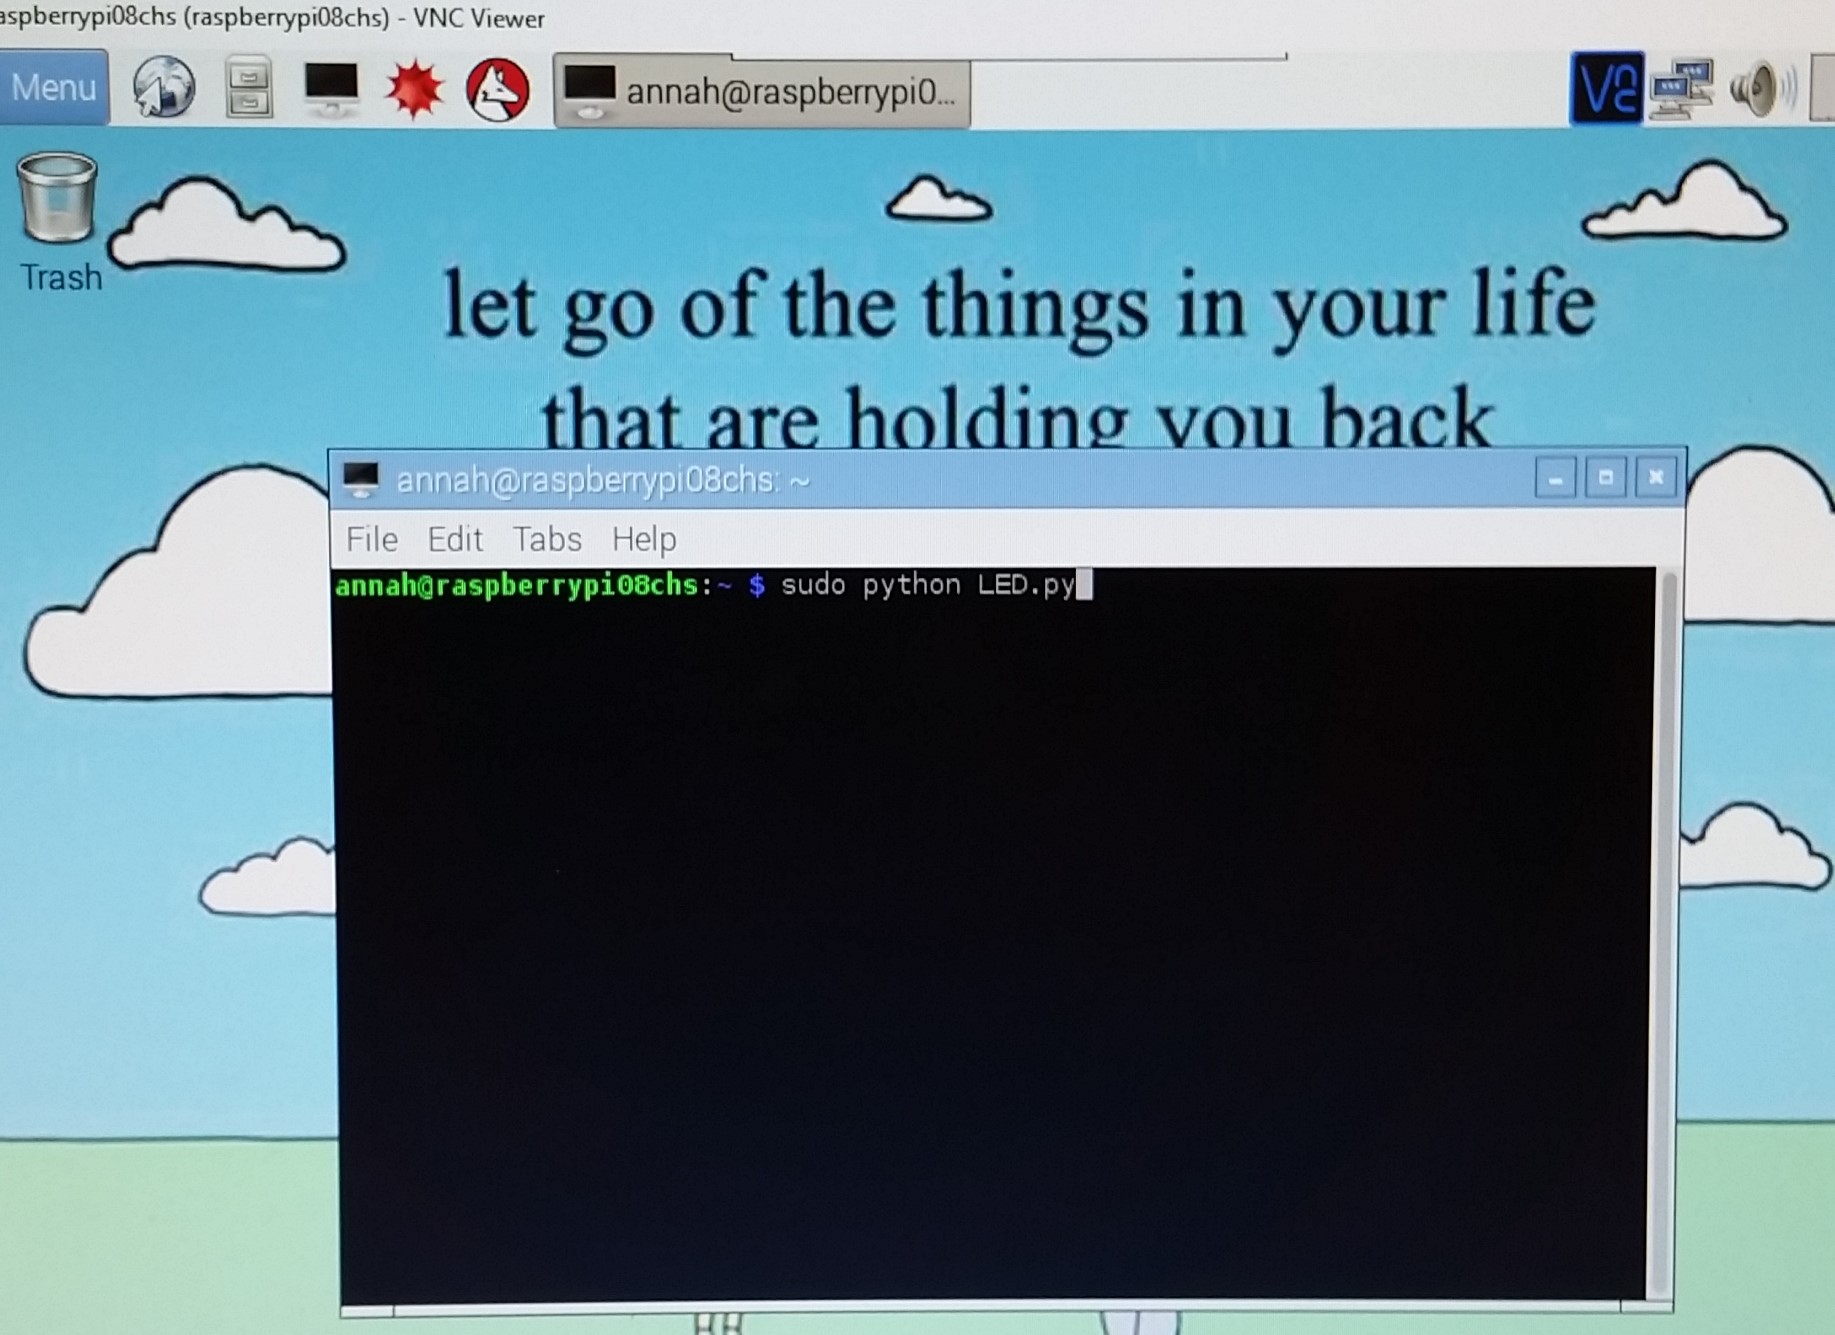 aspberrypi08chs (raspberrypi08chs) - VNC Viewer
Menu
annah@raspberrypi0...
Trash
let go of the things in your life
that are holding you back
annah@raspberrypi08chs: ~
File Edit Tabs Help
annah@raspberrypi08chs:~ $ sudo python LED.py